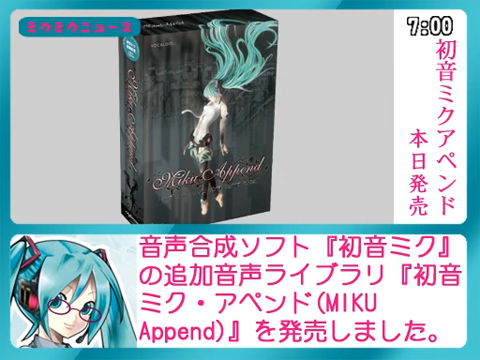 ミクミクニュース
7:00
初音ミクアペンド
本日発売
VOCALOID
Miku Append
音声合成ソフト『初音ミク』
の追加音声ライブラリ『初音
ミク・アペンド(MIKU
Append)』を発売しました。